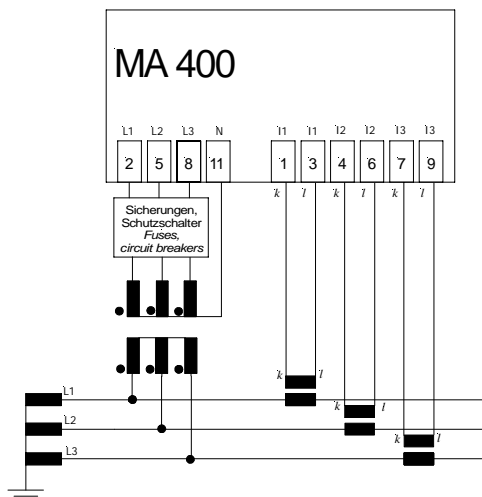 MA 400
L1 L2 L3 N I1 I1 I2 I2 I3 I3
2 5 8 11 1 3 4 6 7 9
k l k l k l
Sicherungen,
Schutzschalter
Fuses,
circuit breakers
k l
L1
k l
L2
k l
L3